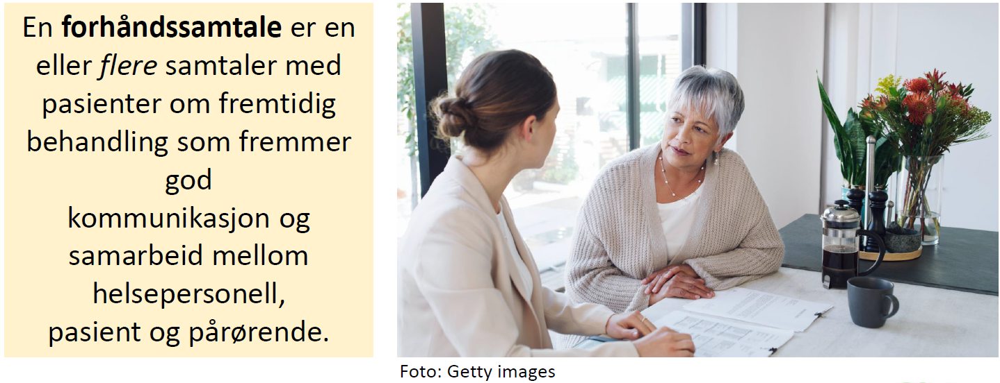 En forhåndssamtale er en
eller flere samtaler med
pasienter om fremtidig
behandling som fremmer
god
kommunikasjon og
samarbeid mellom
helsepersonell,
pasient og pårørende.
Foto: Getty images